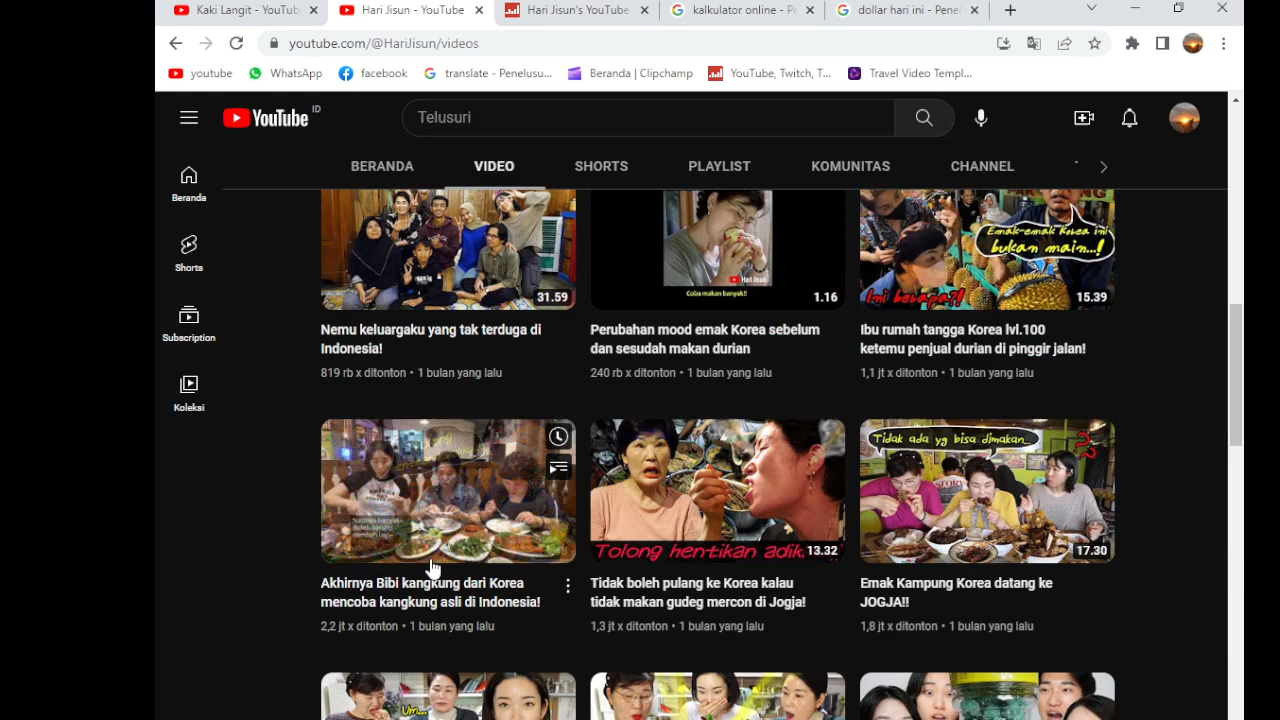 Kaki Langit - YouTub
Hari Jisun - YouTube
Hari Jisun's YouTube
kalkulator online - Pe
dollar hari ini - Pene
youtube.com/@HariJisun/videos
youtube
WhatsApp
facebook
translate - Penelusu...
Beranda | Clipchamp
YouTube, Twitch, T...
Travel Video Templ...
YouTube ID
Telusuri
BERANDA
VIDEO
SHORTS
PLAYLIST
KOMUNITAS
CHANNEL
Beranda
Shorts
Subscription
Koleksi
31.59
Hari Jisun
Coba makan banyak!!
1.16
Emak-emak Korea ini
bukan main...!
Ini berapa?!
15.39
Nemu keluargaku yang tak terduga di
Indonesia!
819 rb x ditonton • 1 bulan yang lalu
Perubahan mood emak Korea sebelum
dan sesudah makan durian
240 rb x ditonton • 1 bulan yang lalu
Ibu rumah tangga Korea lvl.100
ketemu penjual durian di pinggir jalan!
1,1 jt x ditonton • 1 bulan yang lalu
Tolong hentikan adik
13.32
Tidak ada yg bisa dimakan...
STORY
17.30
Akhirnya Bibi kangkung dari Korea
mencoba kangkung asli di Indonesia!
2,2 jt x ditonton • 1 bulan yang lalu
Tidak boleh pulang ke Korea kalau
tidak makan gudeg mercon di Jogja!
1,3 jt x ditonton • 1 bulan yang lalu
Emak Kampung Korea datang ke
JOGJA!!
1,8 jt x ditonton • 1 bulan yang lalu
Um...